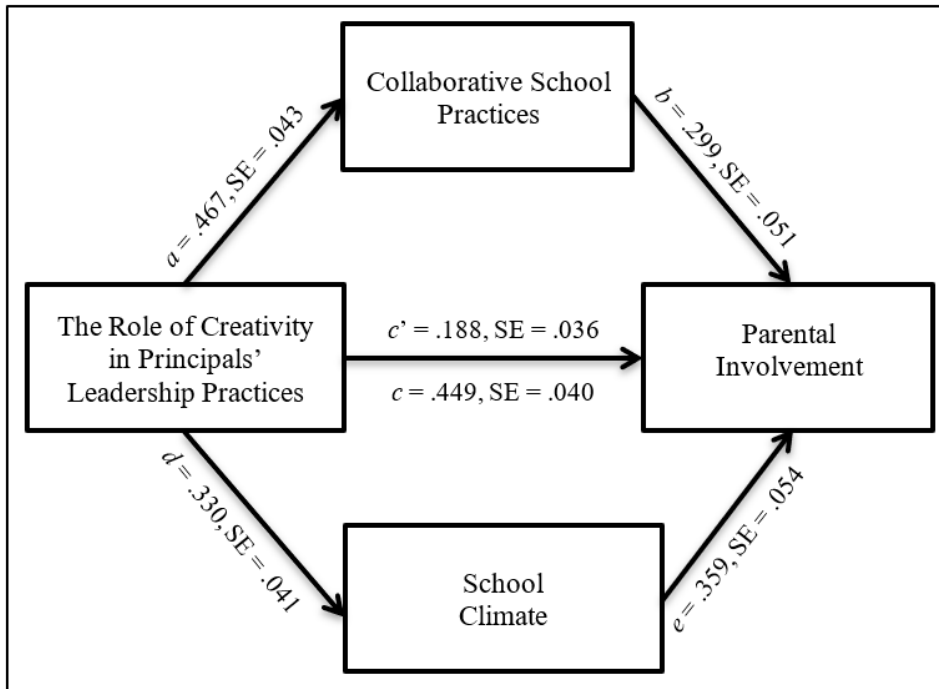 Collaborative School
Practices
a = .467, SE = .043
b = .299, SE = .051
The Role of Creativity
in Principals’
Leadership Practices
c’ = .188, SE = .036
c = .449, SE = .040
Parental
Involvement
d = .330, SE = .041
e = .359, SE = .054
School
Climate